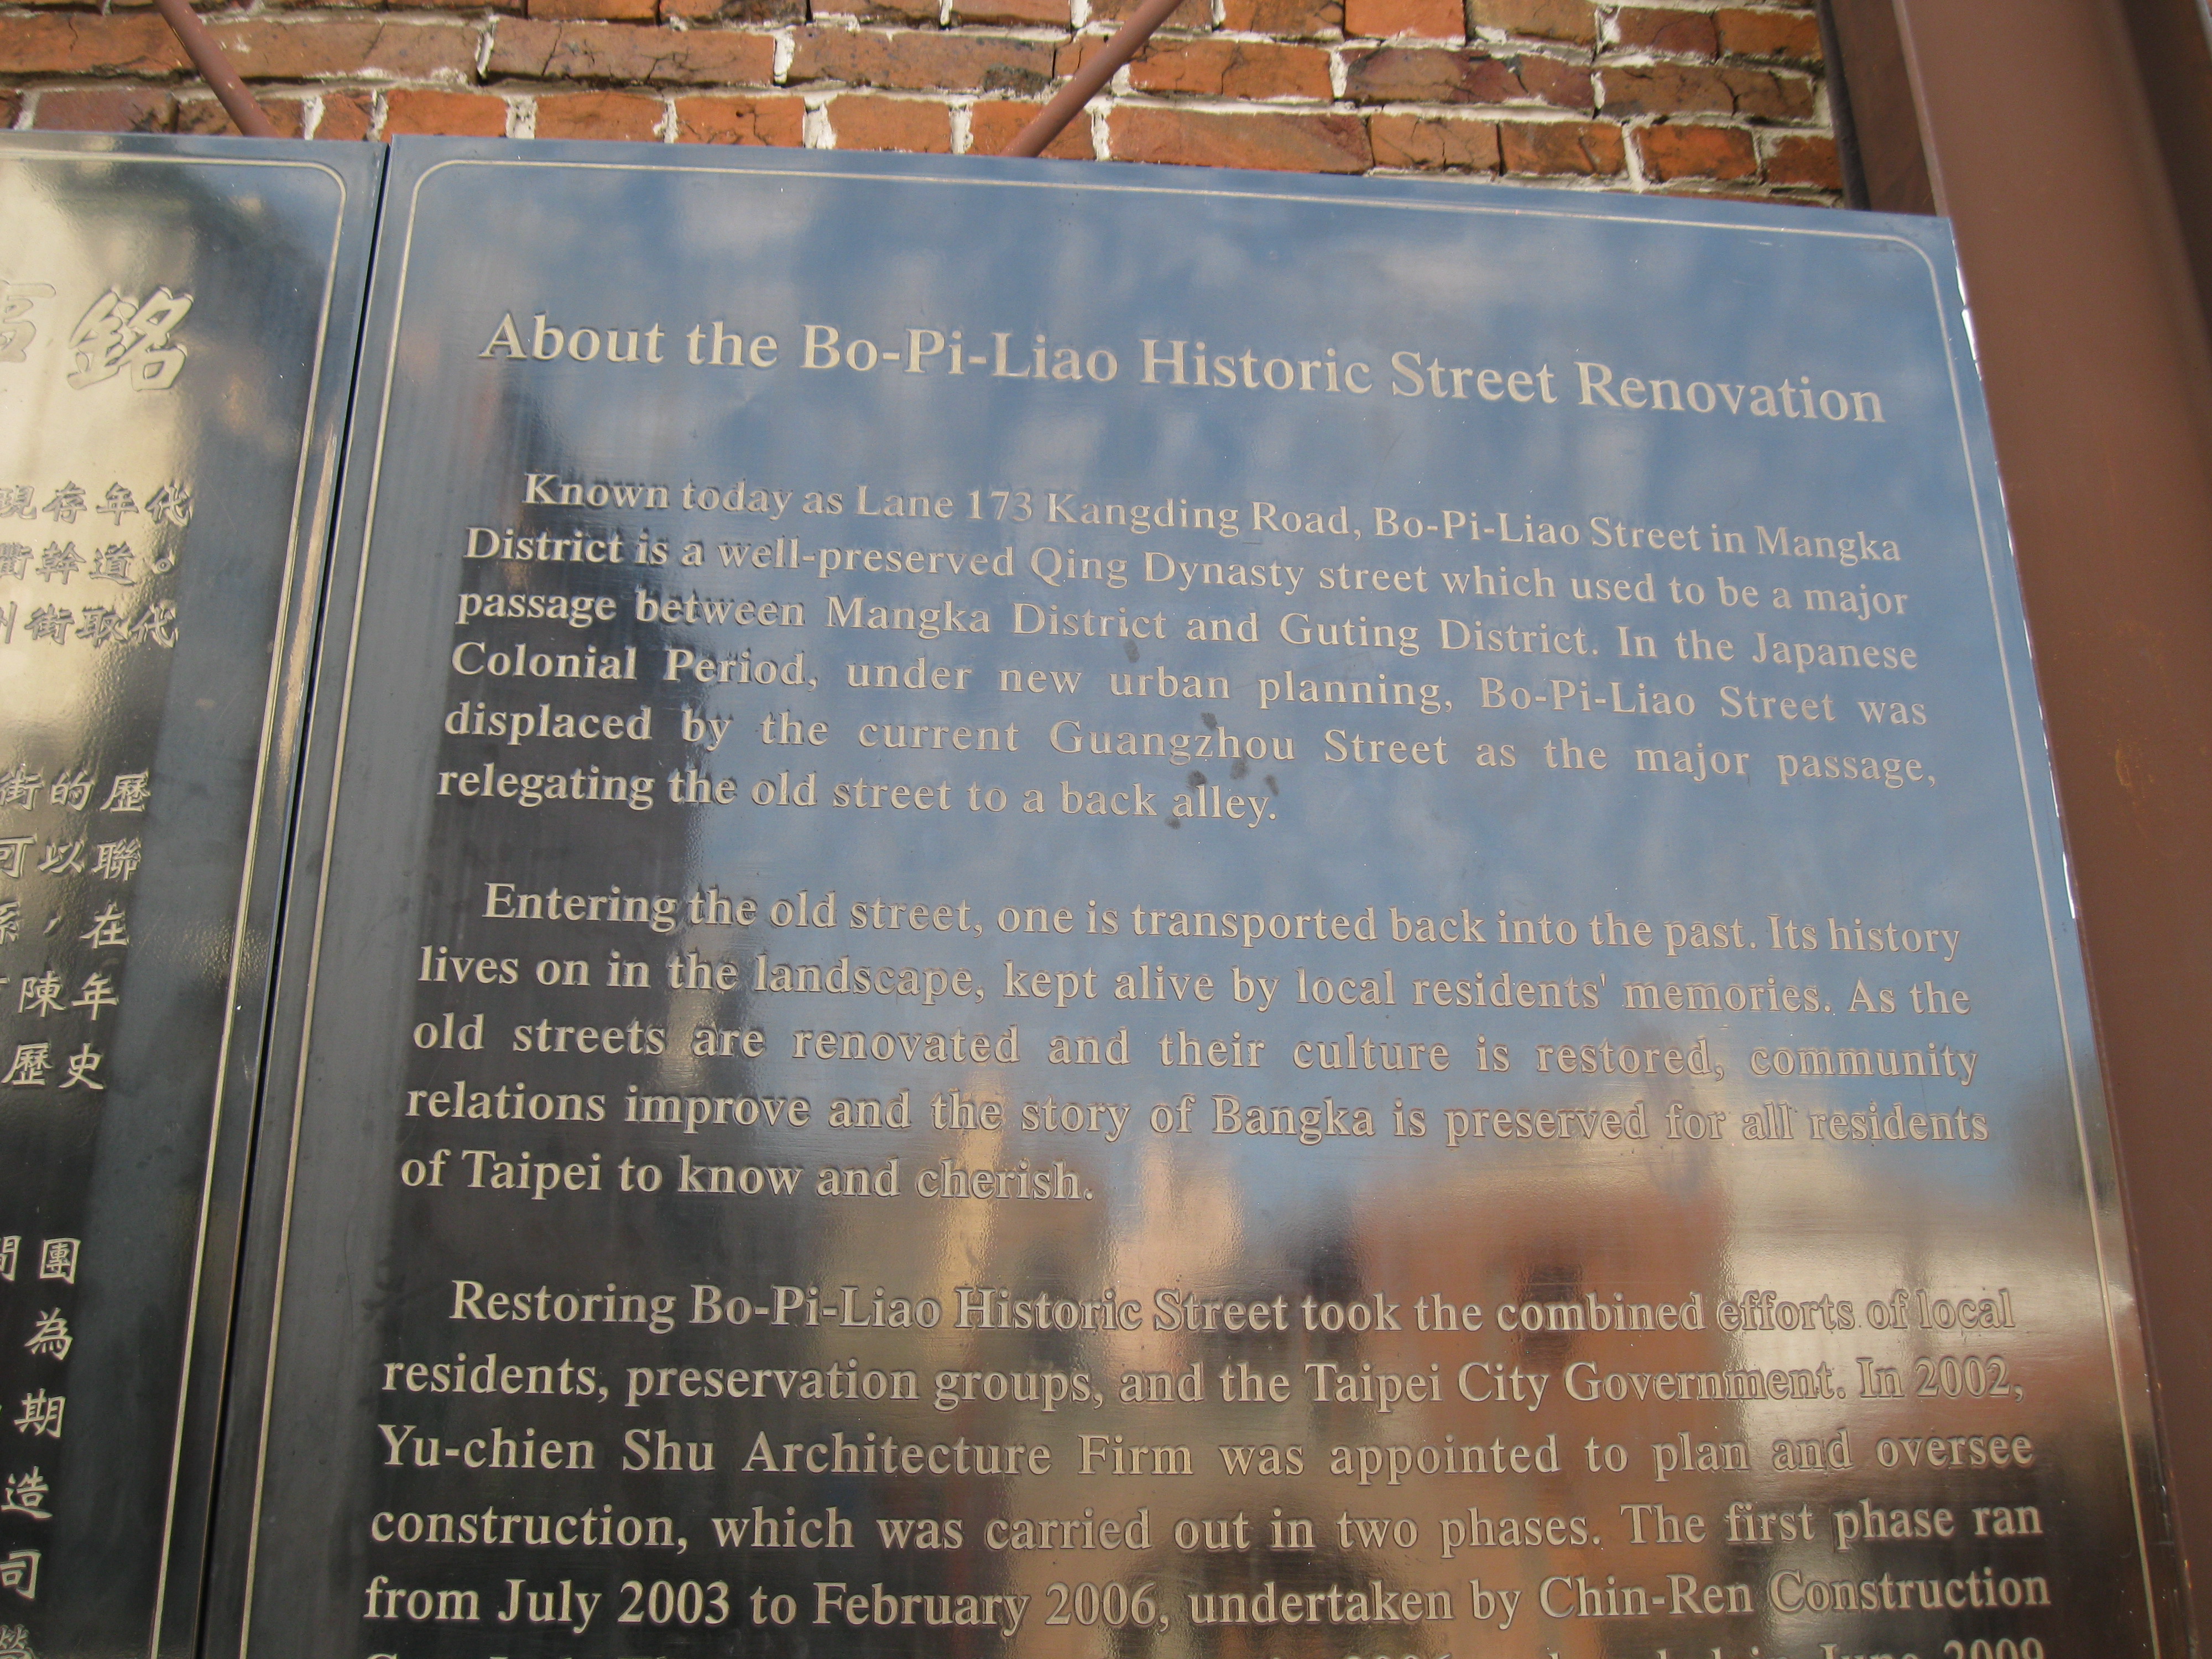 銘
現存年代
衢幹道。
州街取代
街的歷
可以聯
係，在
陳年
歷史
間團
為
期
造
司
About the Bo-Pi-Liao Historic Street Renovation
Known today as Lane 173 Kangding Road, Bo-Pi-Liao Street in Mangka
District is a well-preserved Qing Dynasty street which used to be a major
passage between Mangka District and Guting District. In the Japanese
Colonial Period, under new urban planning, Bo-Pi-Liao Street was
displaced by the current Guangzhou Street as the major passage,
relegating the old street to a back alley.
Entering the old street, one is transported back into the past. Its history
lives on in the landscape, kept alive by local residents' memories. As the
old streets are renovated and their culture is restored, community
relations improve and the story of Bangka is preserved for all residents
of Taipei to know and cherish.
Restoring Bo-Pi-Liao Historic Street took the combined efforts of local
residents, preservation groups, and the Taipei City Government. In 2002,
Yu-chien Shu Architecture Firm was appointed to plan and oversee
construction, which was carried out in two phases. The first phase ran
from July 2003 to February 2006, undertaken by Chin-Ren Construction
June 2009